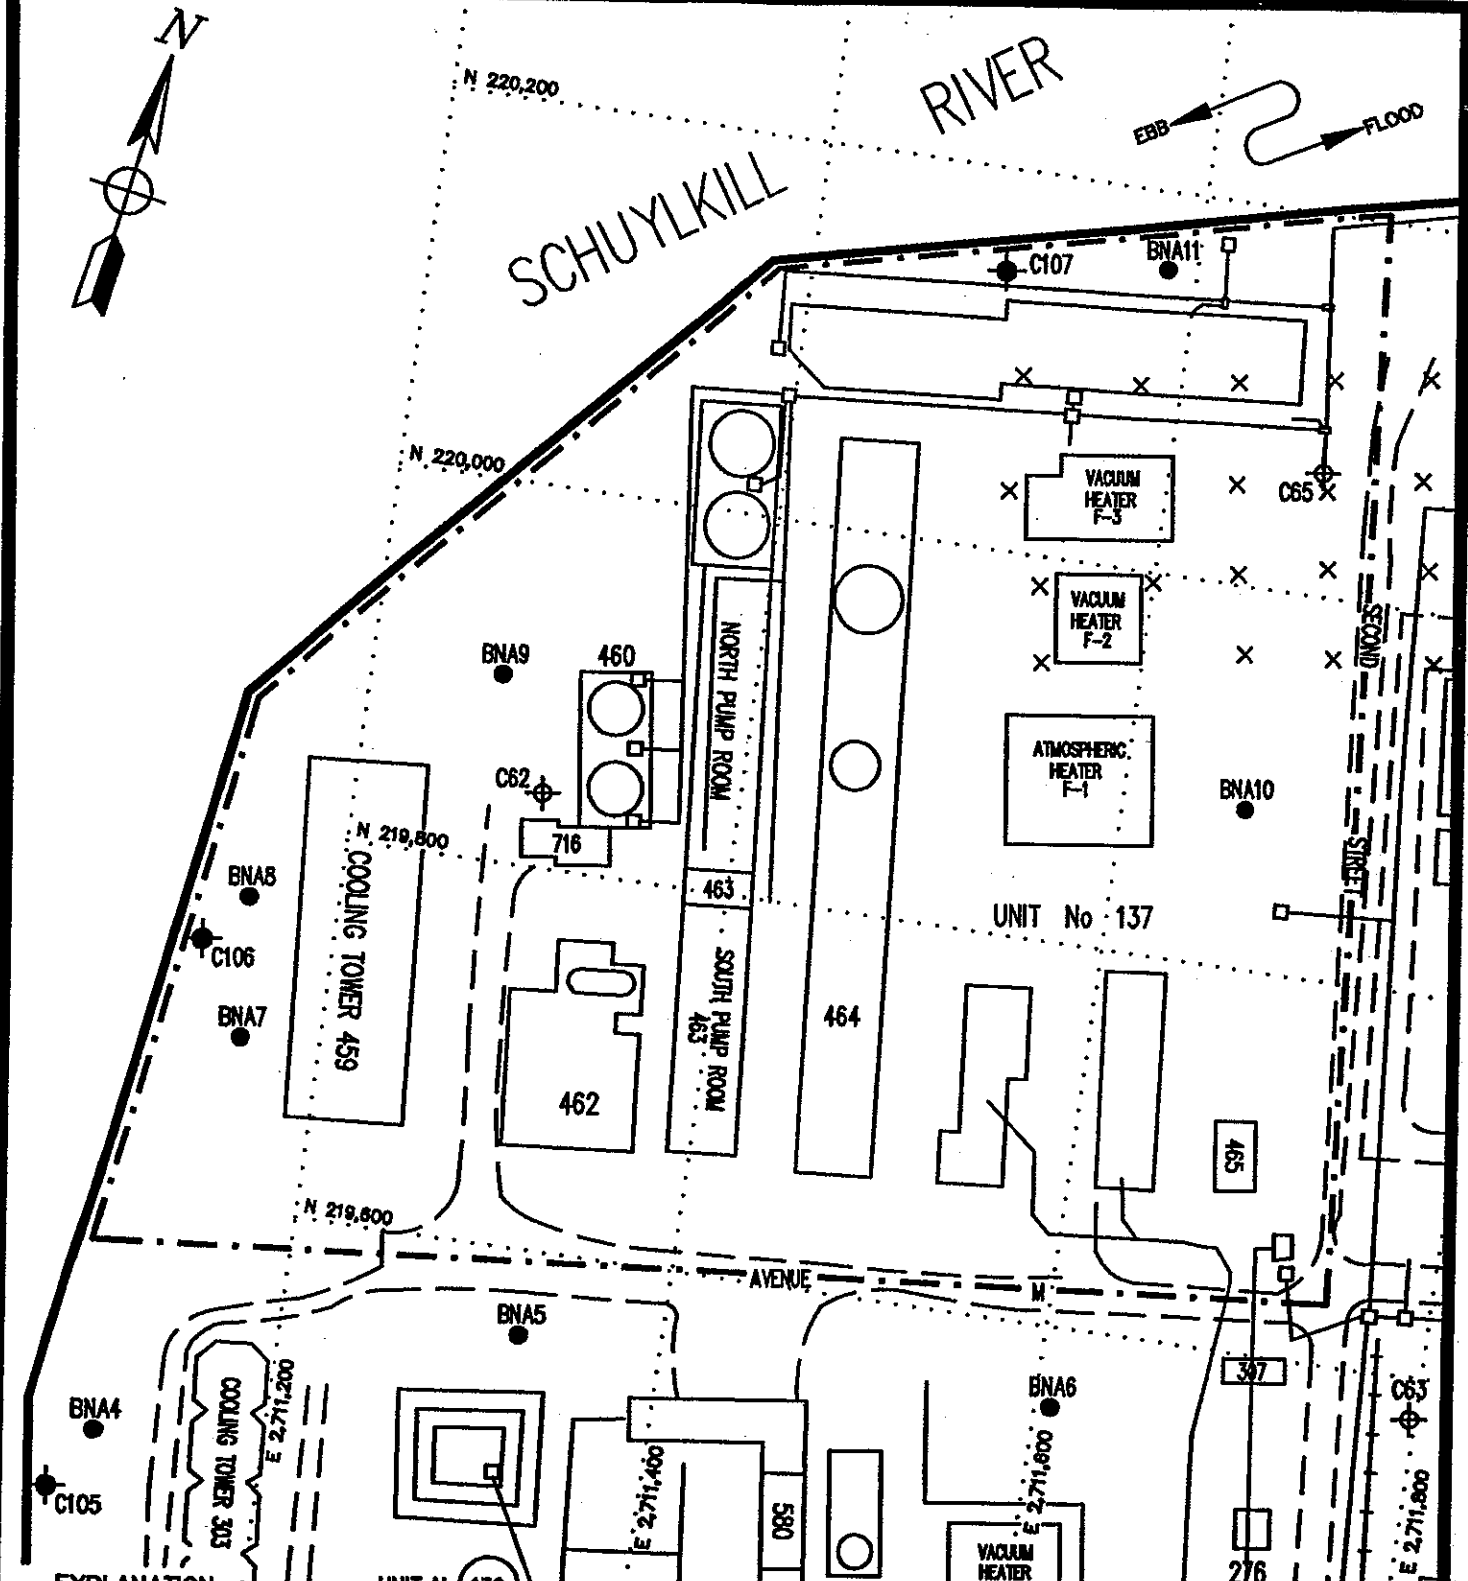 N
N 220,200
RIVER
EBB
FLOOD
SCHUYLKILL
C107
BNA11
N 220,000
VACUUM
HEATER
F-3
C65
VACUUM
HEATER
F-2
SECOND
STREET
BNA9
460
NORTH PUMP ROOM
ATMOSPHERIC
HEATER
F-1
C62
BNA10
N 219,800
716
BNA8
463
COOLING TOWER 459
UNIT No 137
C106
BNA7
SOUTH PUMP ROOM
463
464
462
465
N 219,600
AVENUE
M
BNA5
307
BNA6
C63
BNA4
COOLING TOWER 303
E 2,711,200
E 2,711,400
E 2,711,600
E 2,711,800
C105
580
VACUUM
HEATER
276
EXPLANATION
UNIT